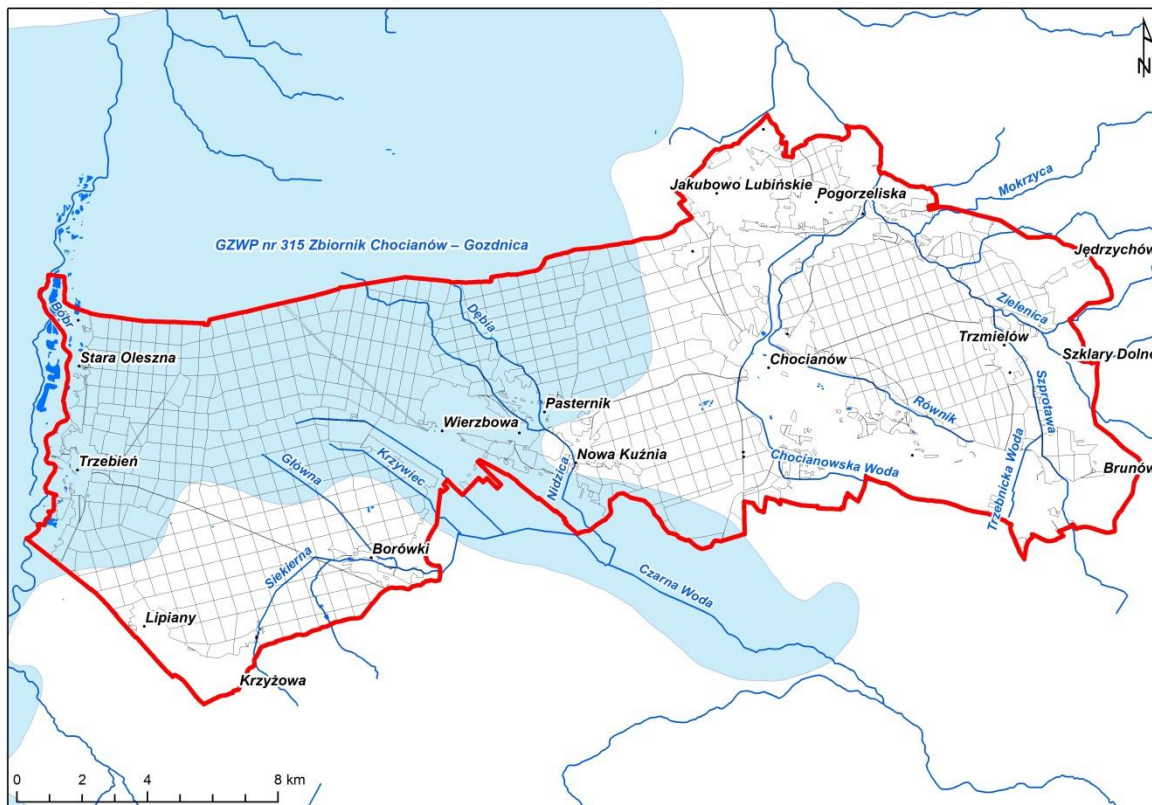 N
Jakubowo Lubińskie
Pogorzeliska
Mokrzyca
GZWP nr 315 Zbiornik Chocianów – Gozdnica
Jędrzychów
Bóbr
Dębia
Zielenica
Trzmielów
Stara Oleszna
Chocianów
Szklary Dolne
Szprotawa
Pasternik
Równik
Wierzbowa
Trzebień
Główna
Krzywiec
Nidzica
Nowa Kuźnia
Chocianowska Woda
Trzebnicka Woda
Brunów
Siekierna
Borówki
Czarna Woda
Lipiany
Krzyżowa
0 2 4 8 km